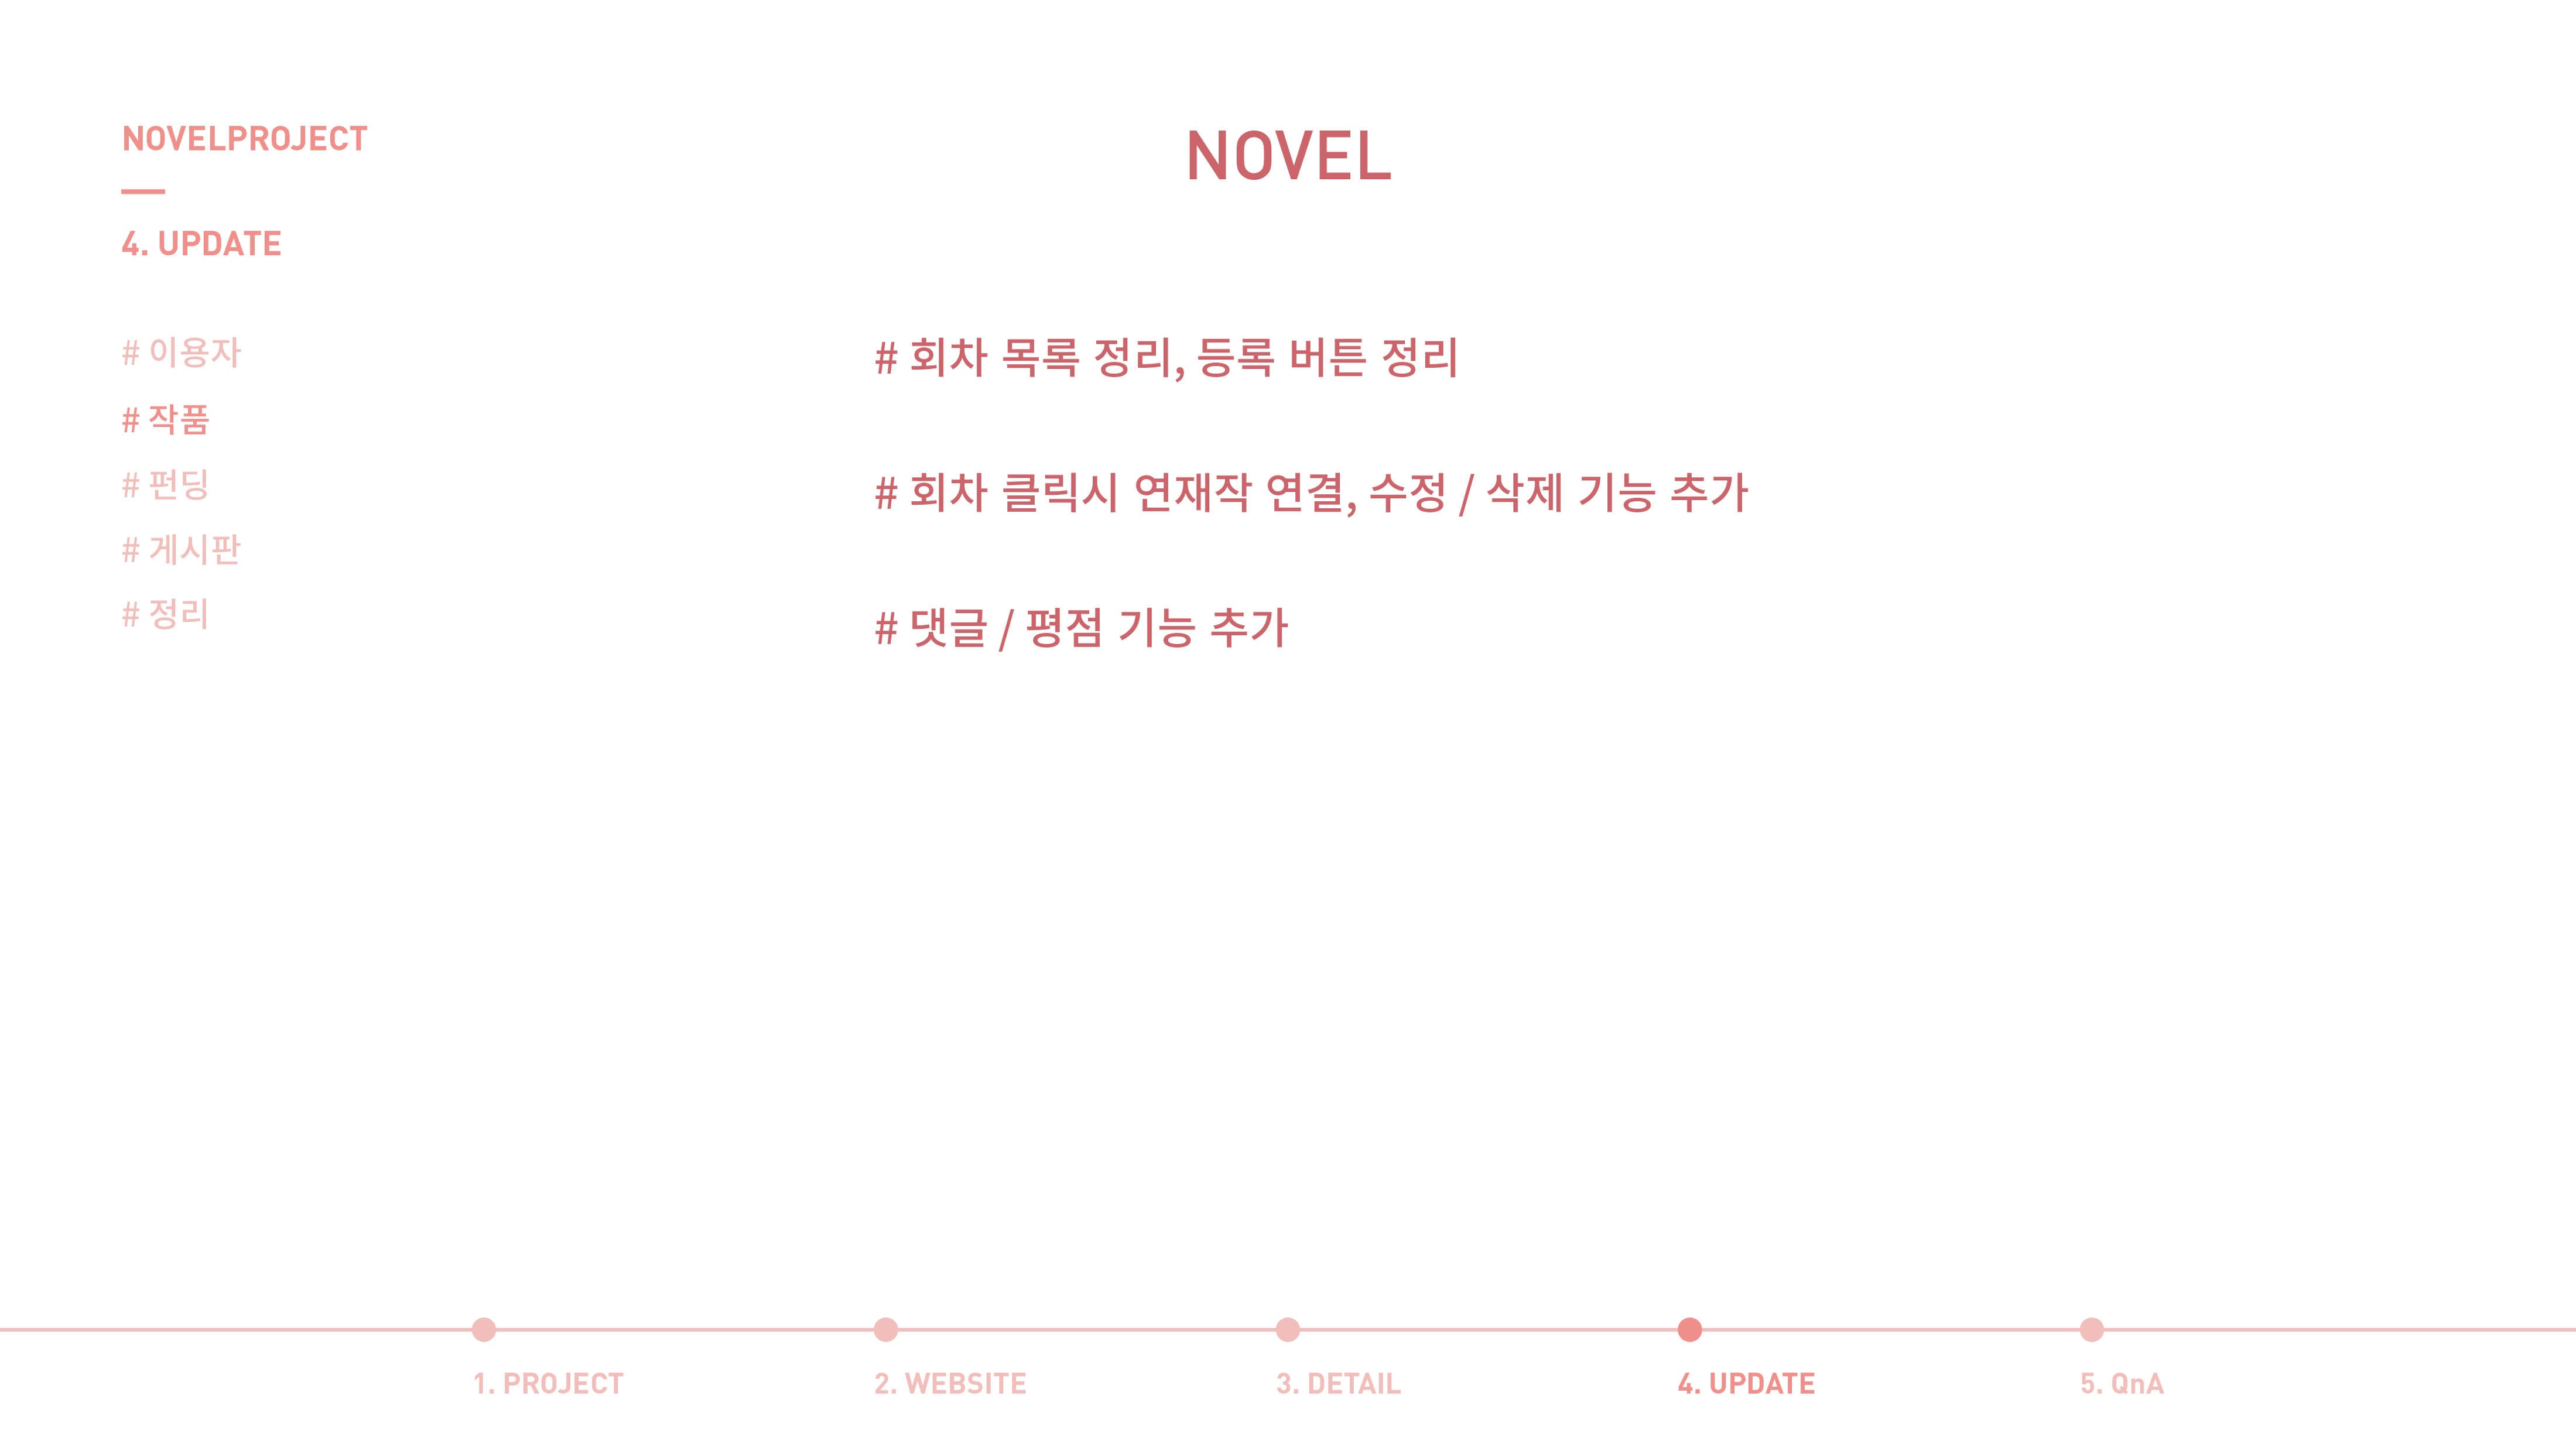 NOVELPROJECT
4. UPDATE
# 이용자
# 작품
# 펀딩
# 게시판
# 정리
NOVEL
# 회차 목록 정리, 등록 버튼 정리
# 회차 클릭시 연재작 연결, 수정 / 삭제 기능 추가
# 댓글 / 평점 기능 추가
1. PROJECT
2. WEBSITE
3. DETAIL
4. UPDATE
5. QnA